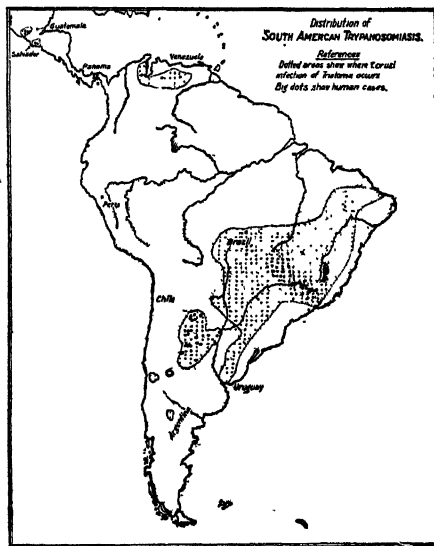 Distribution of
SOUTH AMERICAN TRYPANOSOMIASIS.
References
Dotted areas show where T. cruzi
infection of Triatoma occurs
Big dots show human cases.
Guatemala
Salvador
Panama
Venezuela
Peru
Brazil
Chile
Uruguay
Argentina